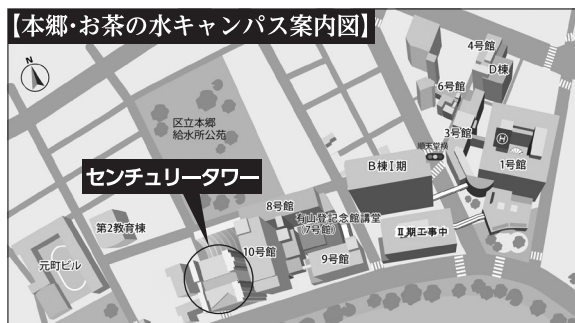 【本郷・お茶の水キャンパス案内図】
N
4号館
D棟
6号館
3号館
H
1号館
順天堂横
区立本郷
給水所公苑
B棟Ⅰ期
センチュリータワー
8号館
有山登記念館講堂
(7号館)
第2教育棟
Ⅱ期工事中
10号館
9号館
元町ビル